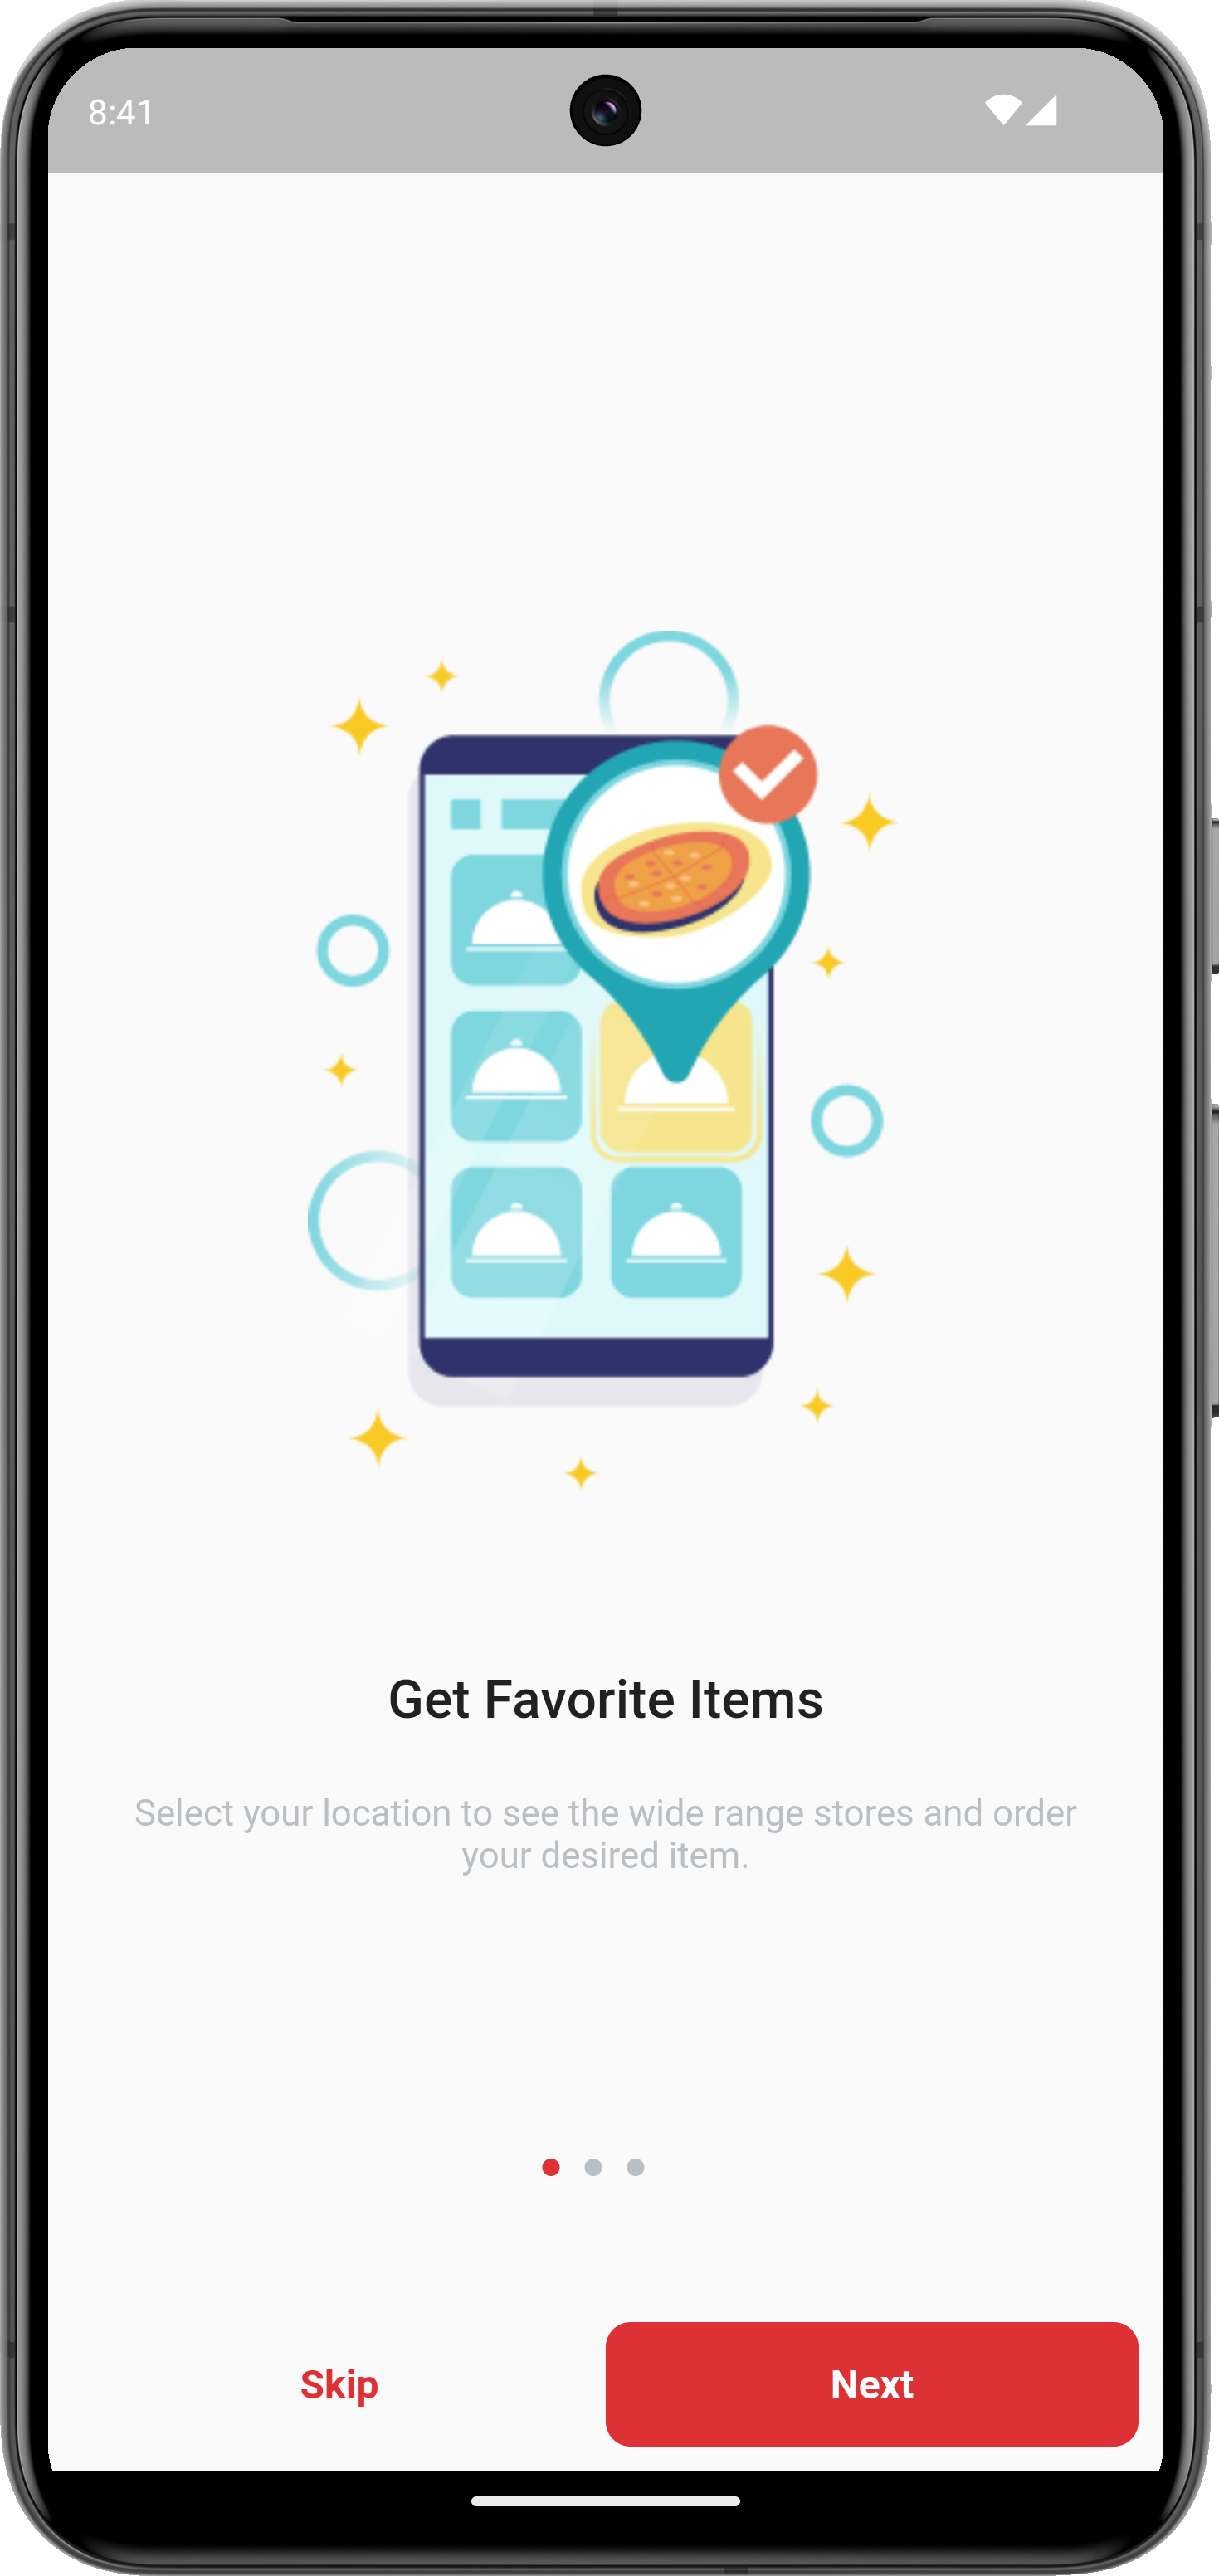 8:41
Get Favorite Items
Select your location to see the wide range stores and order
your desired item.
Skip
Next